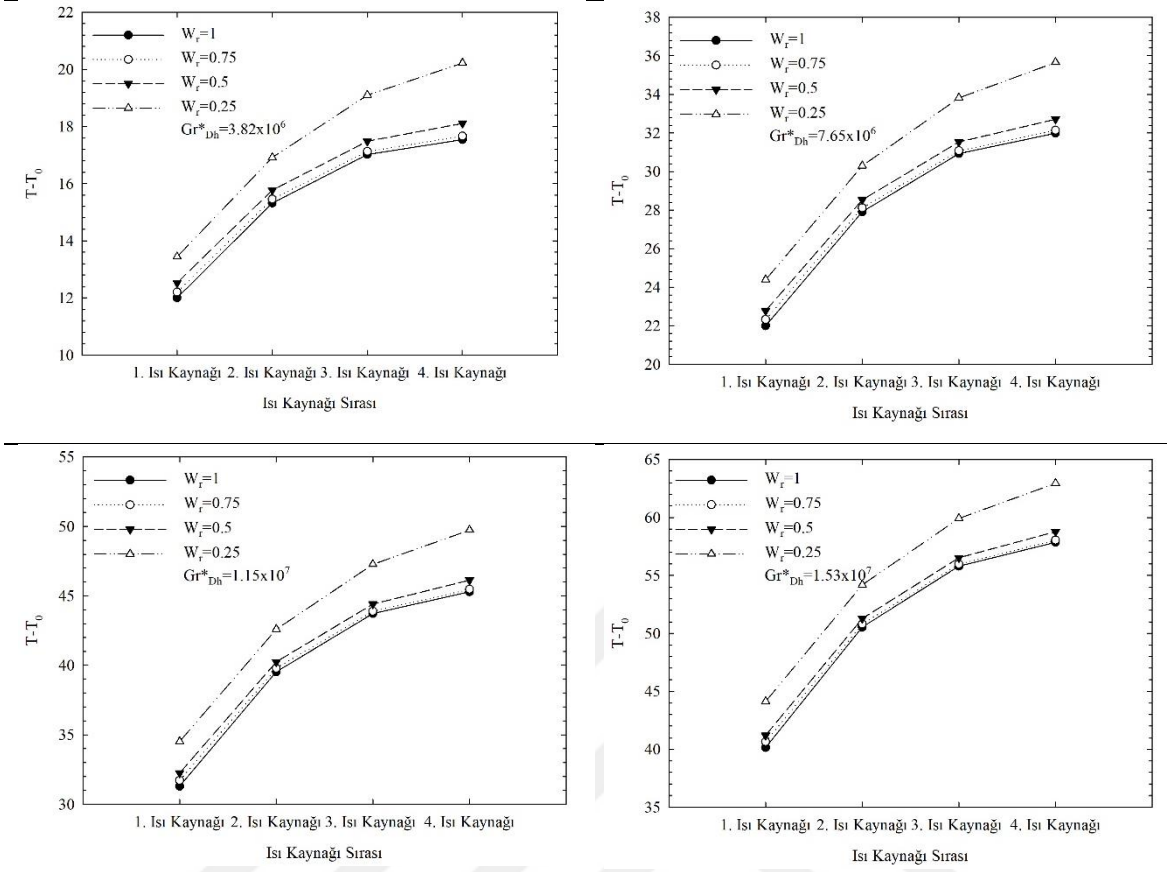 22
20
18
16
14
12
10
T-T0
Wr=1
Wr=0.75
Wr=0.5
Wr=0.25
Gr*Dh=3.82x10^6
1. Isı Kaynağı 2. Isı Kaynağı 3. Isı Kaynağı 4. Isı Kaynağı
Isı Kaynağı Sırası
38
36
34
32
30
28
26
24
22
20
T-T0
Wr=1
Wr=0.75
Wr=0.5
Wr=0.25
Gr*Dh=7.65x10^6
1. Isı Kaynağı 2. Isı Kaynağı 3. Isı Kaynağı 4. Isı Kaynağı
Isı Kaynağı Sırası
55
50
45
40
35
30
T-T0
Wr=1
Wr=0.75
Wr=0.5
Wr=0.25
Gr*Dh=1.15x10^7
1. Isı Kaynağı 2. Isı Kaynağı 3. Isı Kaynağı 4. Isı Kaynağı
Isı Kaynağı Sırası
65
60
55
50
45
40
35
T-T0
Wr=1
Wr=0.75
Wr=0.5
Wr=0.25
Gr*Dh=1.53x10^7
1. Isı Kaynağı 2. Isı Kaynağı 3. Isı Kaynağı 4. Isı Kaynağı
Isı Kaynağı Sırası